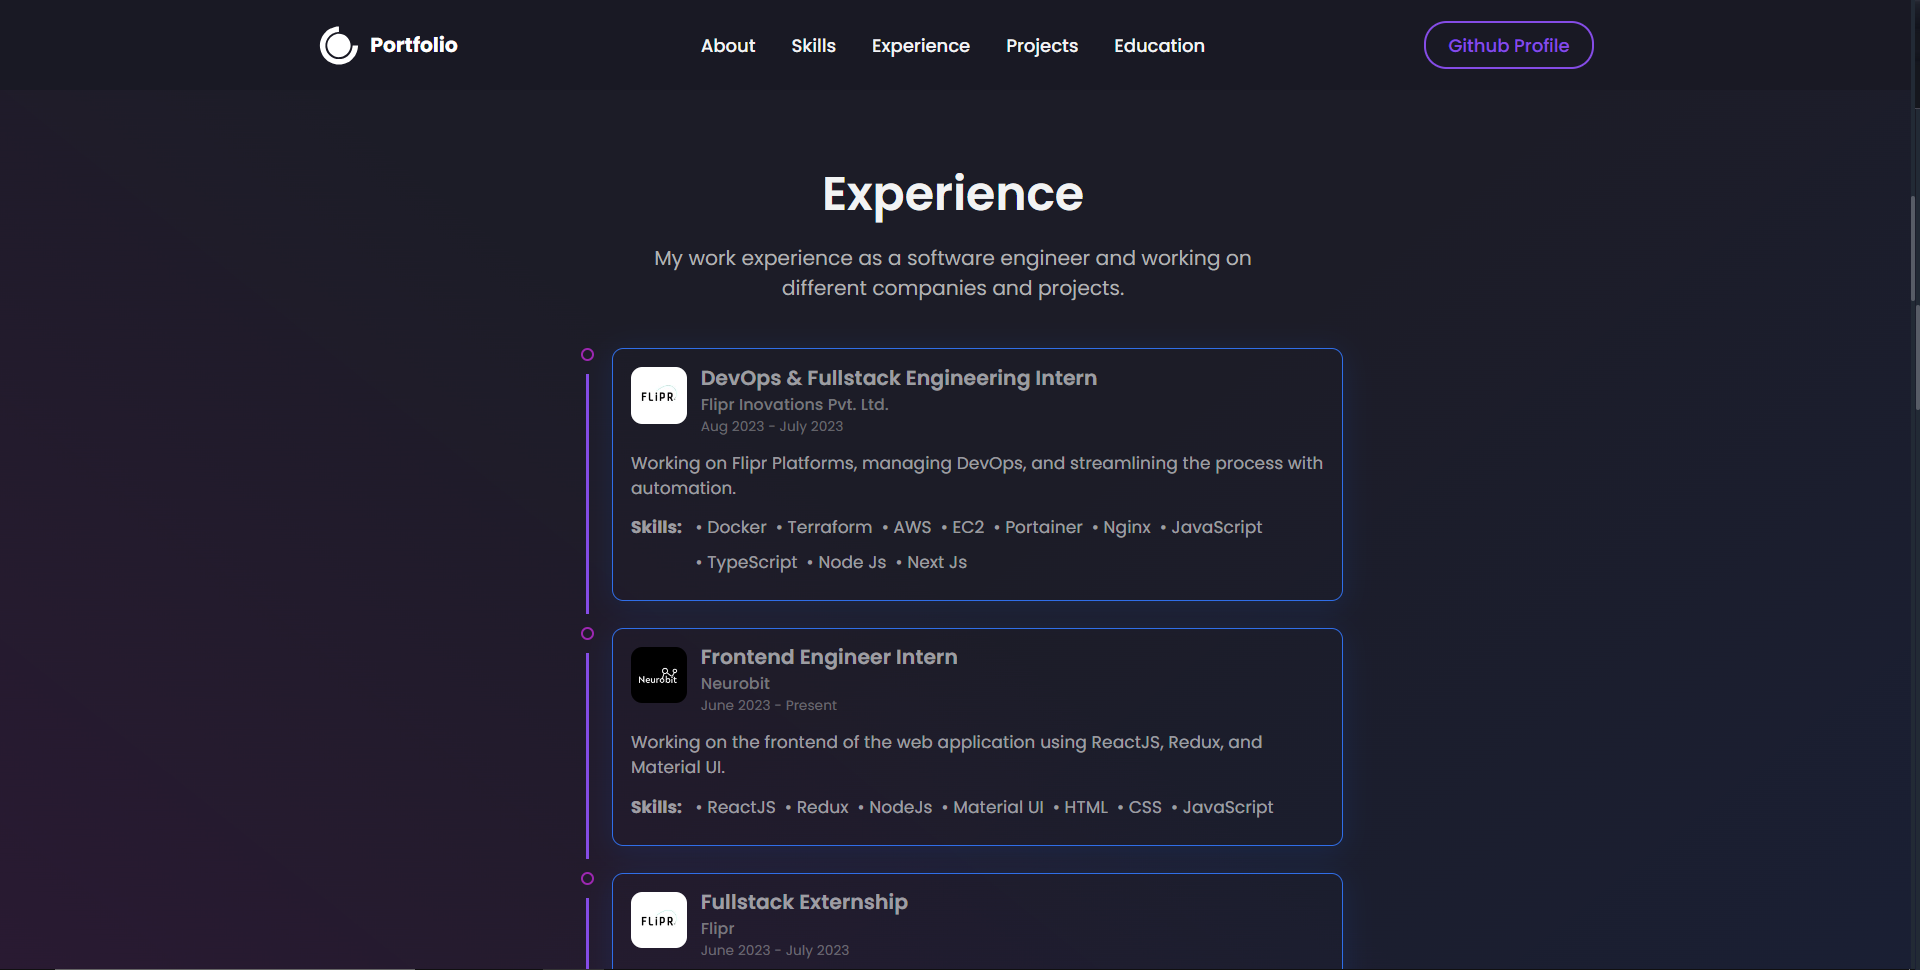 Portfolio
About Skills Experience Projects Education
Github Profile
Experience
My work experience as a software engineer and working on
different companies and projects.
FLiPR
DevOps & Fullstack Engineering Intern
Flipr Inovations Pvt. Ltd.
Aug 2023 - July 2023
Working on Flipr Platforms, managing DevOps, and streamlining the process with
automation.
Skills: • Docker • Terraform • AWS • EC2 • Portainer • Nginx • JavaScript
• TypeScript • Node Js • Next Js
Neurobit
Frontend Engineer Intern
Neurobit
June 2023 - Present
Working on the frontend of the web application using ReactJS, Redux, and
Material UI.
Skills: • ReactJS • Redux • NodeJs • Material UI • HTML • CSS • JavaScript
FLiPR
Fullstack Externship
Flipr
June 2023 - July 2023